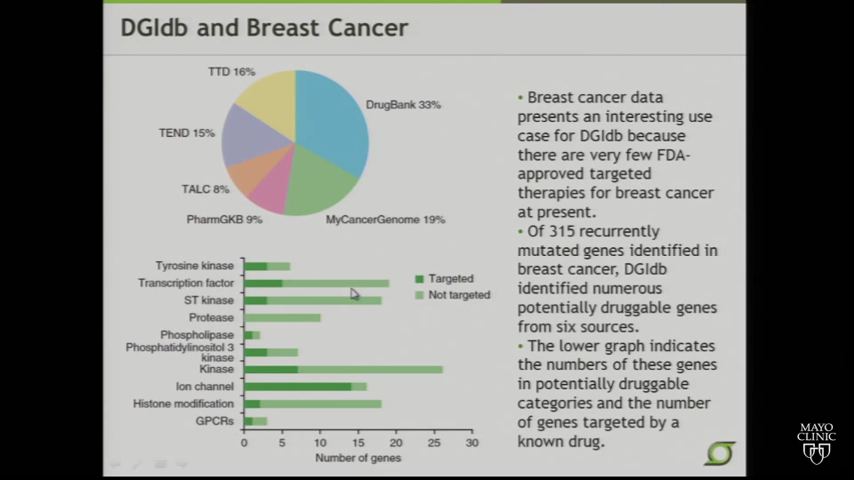 DGIdb and Breast Cancer
TTD 16%
DrugBank 33%
TEND 15%
TALC 8%
PharmGKB 9%
MyCancerGenome 19%
Tyrosine kinase
Transcription factor
ST kinase
Protease
Phospholipase
Phosphatidylinositol 3
kinase
Kinase
Ion channel
Histone modification
GPCRs
Targeted
Not targeted
0 5 10 15 20 25 30
Number of genes
• Breast cancer data
presents an interesting use
case for DGIdb because
there are very few FDA-
approved targeted
therapies for breast cancer
at present.
• Of 315 recurrently
mutated genes identified in
breast cancer, DGIdb
identified numerous
potentially druggable genes
from six sources.
• The lower graph indicates
the numbers of these genes
in potentially druggable
categories and the number
of genes targeted by a
known drug.
MAYO
CLINIC